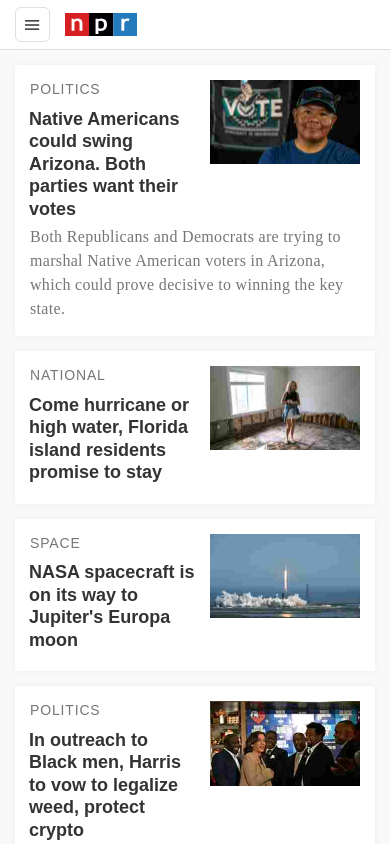 npr
POLITICS
Native Americans
could swing
Arizona. Both
parties want their
votes
VOTE
Both Republicans and Democrats are trying to
marshal Native American voters in Arizona,
which could prove decisive to winning the key
state.
NATIONAL
Come hurricane or
high water, Florida
island residents
promise to stay
SPACE
NASA spacecraft is
on its way to
Jupiter's Europa
moon
POLITICS
In outreach to
Black men, Harris
to vow to legalize
weed, protect
crypto